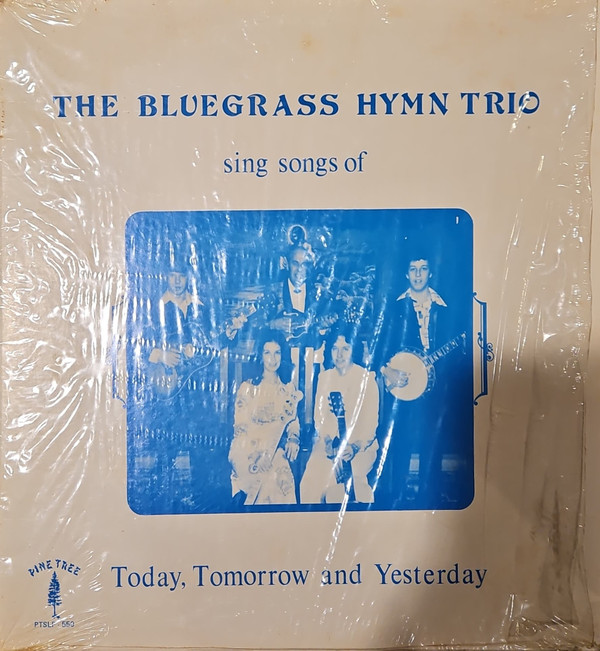 THE BLUEGRASS HYMN TRIO
sing songs of
Today, Tomorrow and Yesterday
PINE TREE